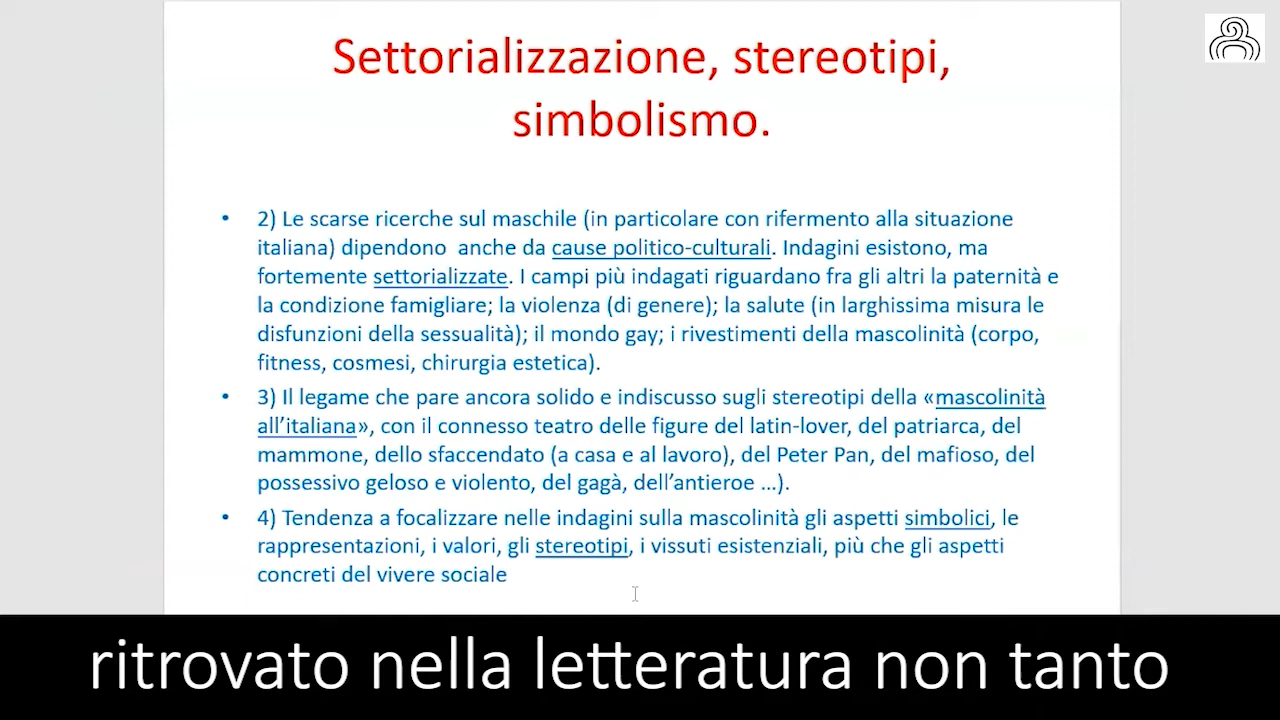 Settorializzazione, stereotipi,
simbolismo.
• 2) Le scarse ricerche sul maschile (in particolare con rifermento alla situazione
italiana) dipendono  anche da cause politico-culturali. Indagini esistono, ma
fortemente settorializzate. I campi più indagati riguardano fra gli altri la paternità e
la condizione famigliare; la violenza (di genere); la salute (in larghissima misura le
disfunzioni della sessualità); il mondo gay; i rivestimenti della mascolinità (corpo,
fitness, cosmesi, chirurgia estetica).
• 3) Il legame che pare ancora solido e indiscusso sugli stereotipi della «mascolinità
all’italiana», con il connesso teatro delle figure del latin-lover, del patriarca, del
mammone, dello sfaccendato (a casa e al lavoro), del Peter Pan, del mafioso, del
possessivo geloso e violento, del gagà, dell’antieroe …).
• 4) Tendenza a focalizzare nelle indagini sulla mascolinità gli aspetti simbolici, le
rappresentazioni, i valori, gli stereotipi, i vissuti esistenziali, più che gli aspetti
concreti del vivere sociale
ritrovato nella letteratura non tanto